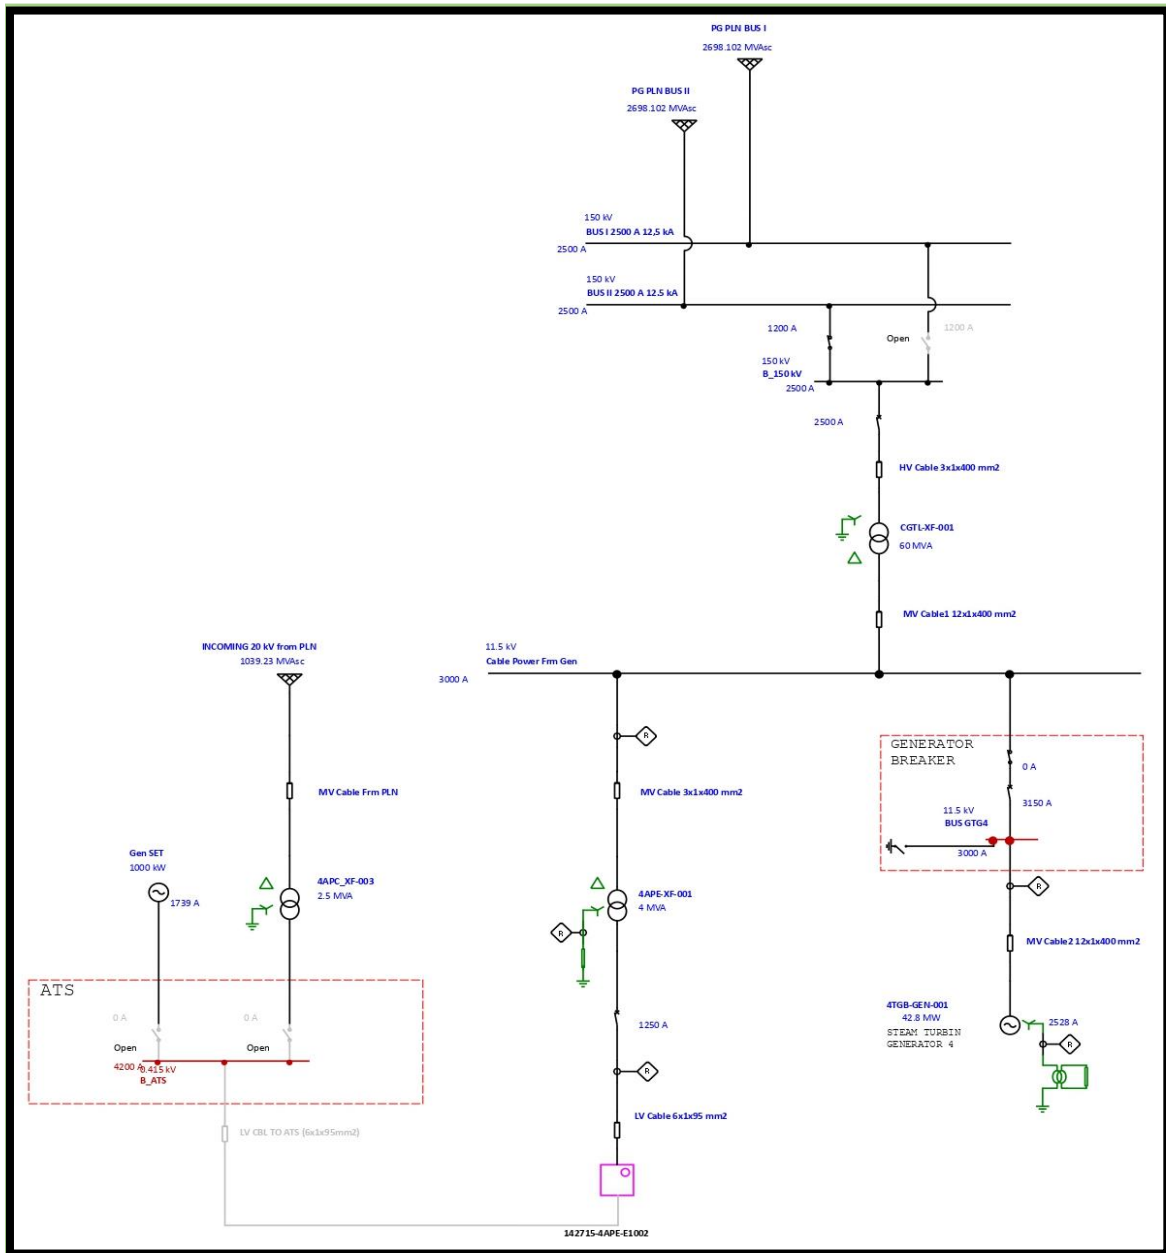 PG PLN BUS I
2698.102 MVAsc
PG PLN BUS II
2698.102 MVAsc
150 kV
BUS I 2500 A 12,5 kA
2500 A
150 kV
BUS II 2500 A 12.5 kA
2500 A
1200 A
Open
1200 A
150 kV
B_150 kV
2500 A
2500 A
HV Cable 3x1x400 mm2
CGTL-XF-001
60 MVA
MV Cable1 12x1x400 mm2
INCOMING 20 kV from PLN
1039.23 MVAsc
11.5 kV
Cable Power Frm Gen
3000 A
R
GENERATOR
BREAKER
0 A
3150 A
11.5 kV
BUS GTG4
3000 A
MV Cable Frm PLN
MV Cable 3x1x400 mm2
Gen SET
1000 kW
1739 A
4APC_XF-003
2.5 MVA
4APE-XF-001
4 MVA
R
R
MV Cable2 12x1x400 mm2
4TGB-GEN-001
42.8 MW
STEAM TURBIN
GENERATOR 4
2528 A
R
ATS
0 A
0 A
Open
Open
4200 A
0.415 kV
B_ATS
1250 A
R
LV Cable 6x1x95 mm2
LV CBL TO ATS (6x1x95mm2)
142715-4APE-E1002